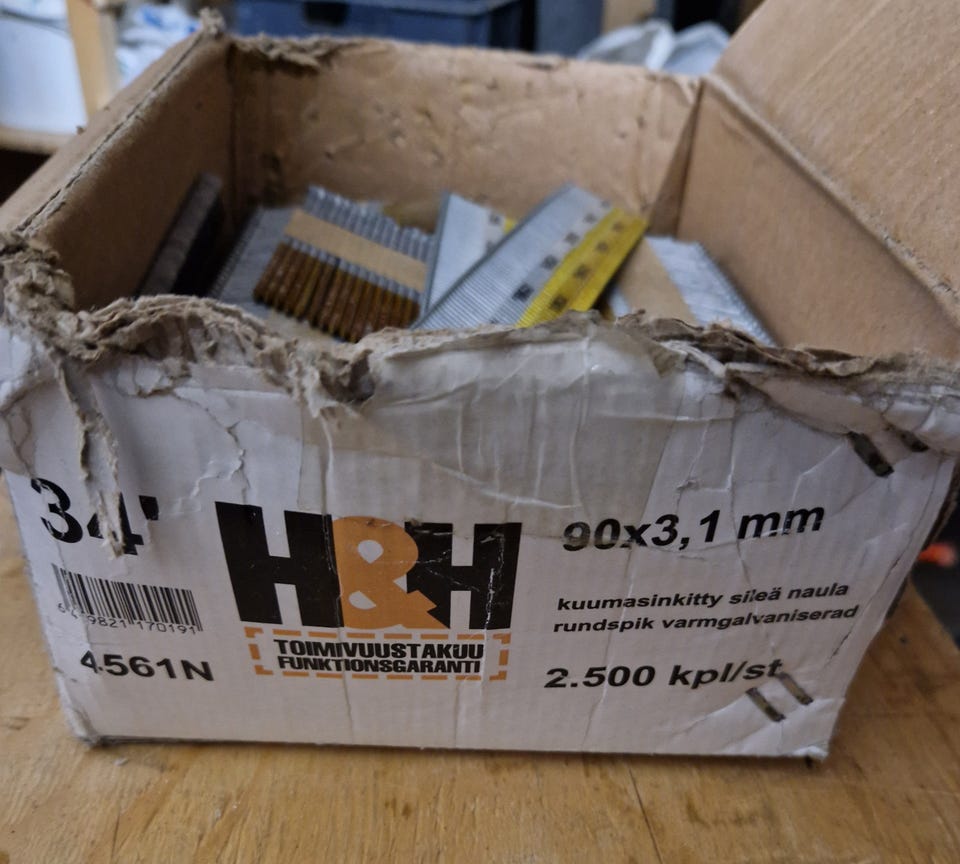 34°
H&H
90x3,1 mm
kuumasinkitty sileä naula
rundspik varmgalvaniserad
TOIMIVUUSTAKUU
FUNKTIONSGARANTI
4561N
2.500 kpl/st